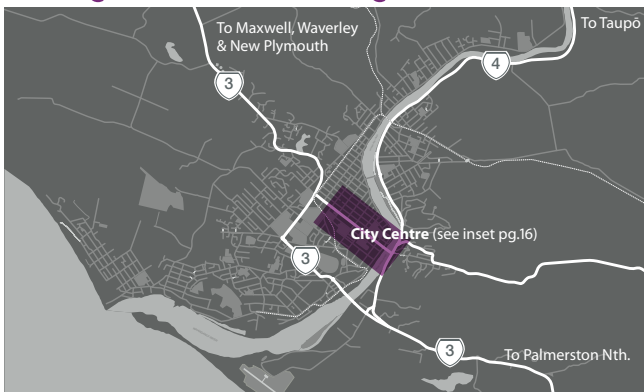 To Maxwell, Waverley
& New Plymouth
To Taupō
3
4
City Centre (see inset pg.16)
3
3
To Palmerston Nth.